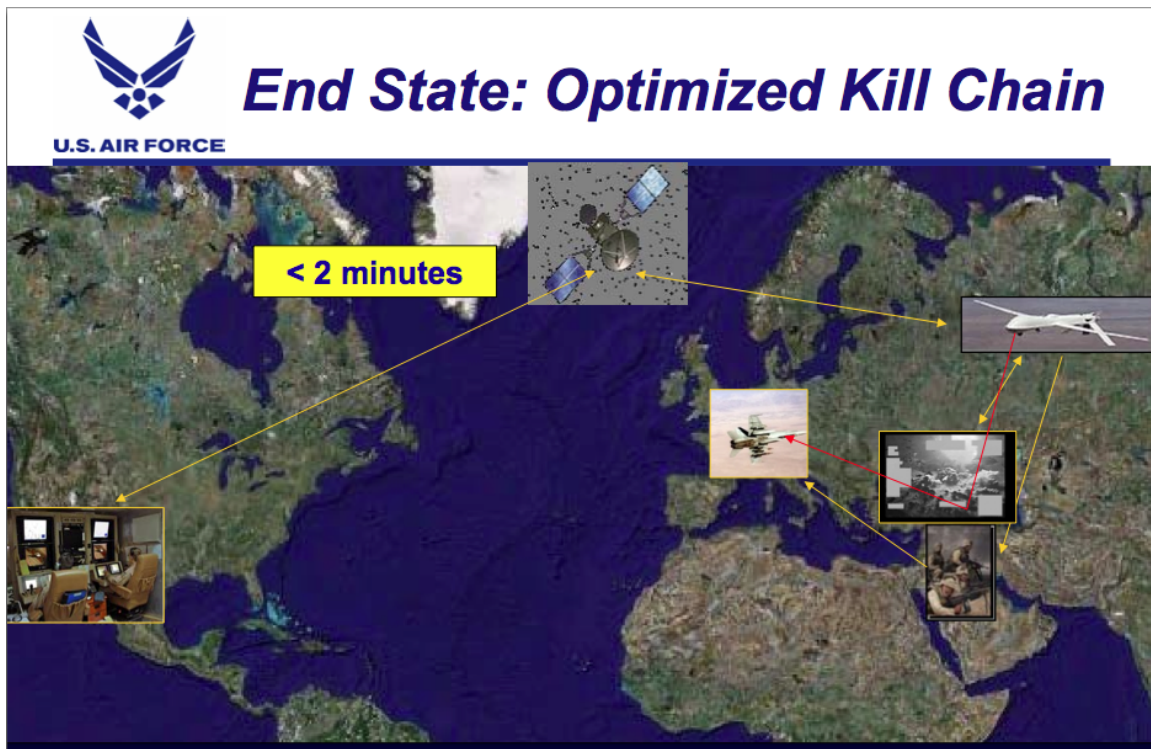 End State: Optimized Kill Chain
U.S. AIR FORCE
< 2 minutes